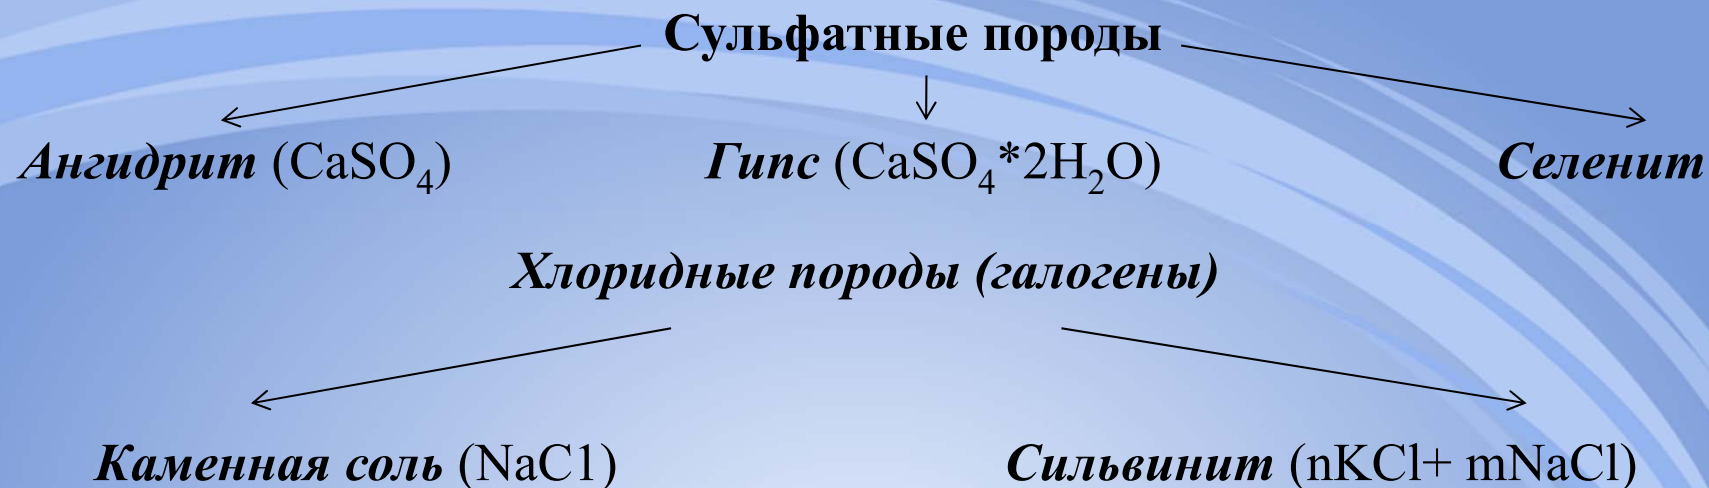 Сульфатные породы
Ангидрит (CaSO₄) Гипс (CaSO₄*2H₂O) Селенит
Хлоридные породы (галогены)
Каменная соль (NaC1) Сильвинит (nKCl+ mNaCl)